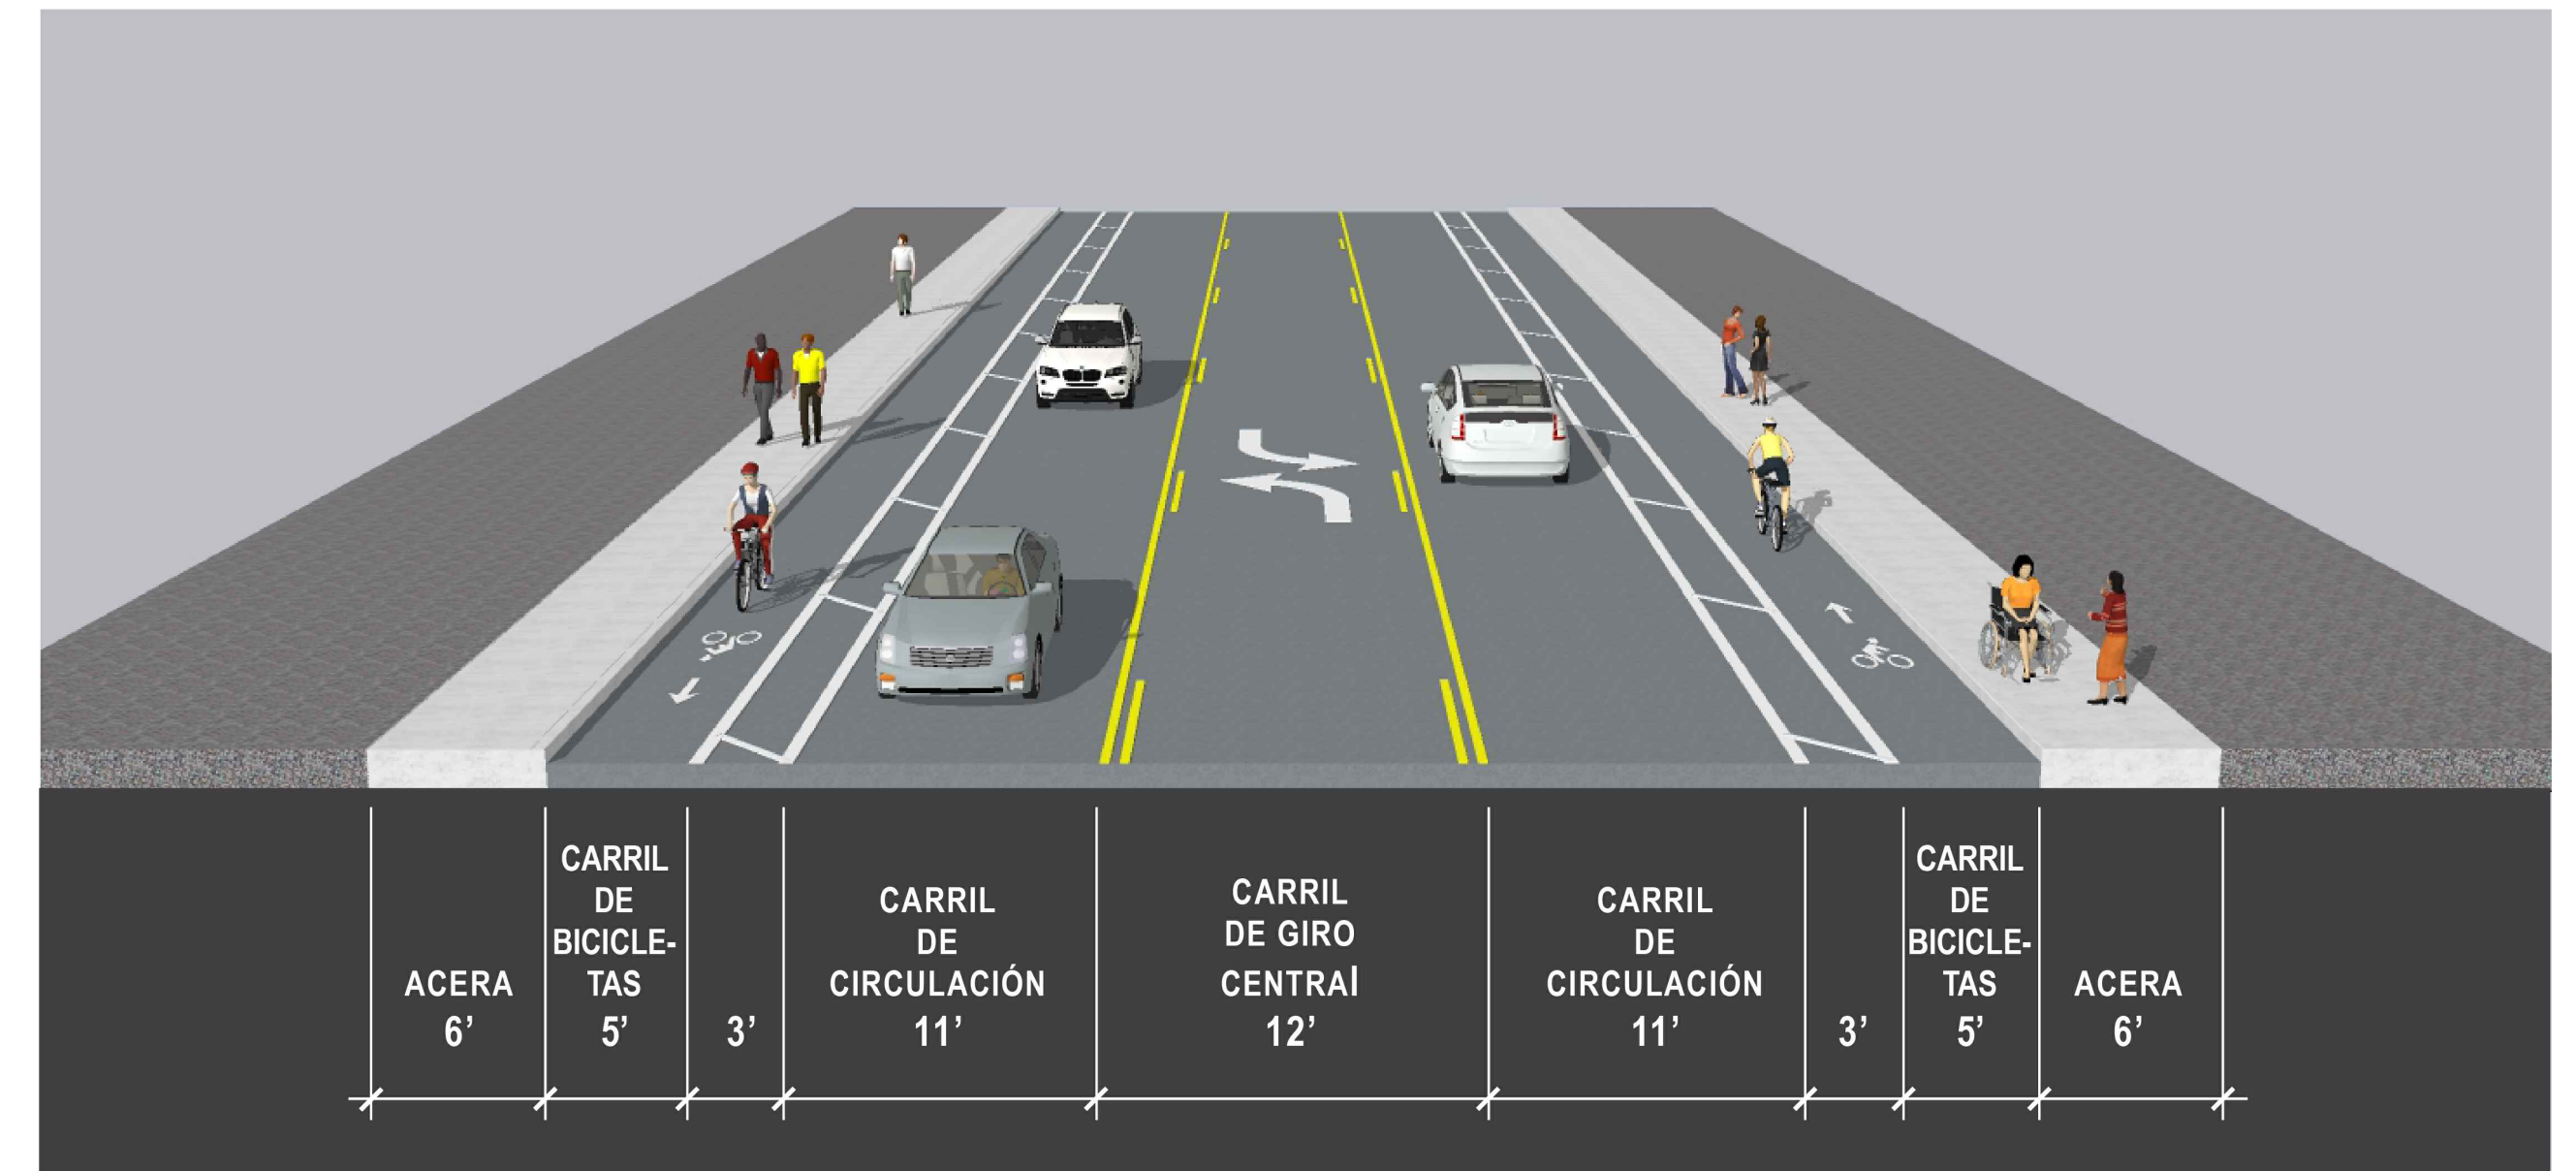 ACERA
6’
CARRIL
DE
BICICLE-
TAS
5’
3’
CARRIL
DE
CIRCULACIÓN
11’
CARRIL
DE GIRO
CENTRAl
12’
CARRIL
DE
CIRCULACIÓN
11’
3’
CARRIL
DE
BICICLE-
TAS
5’
ACERA
6’